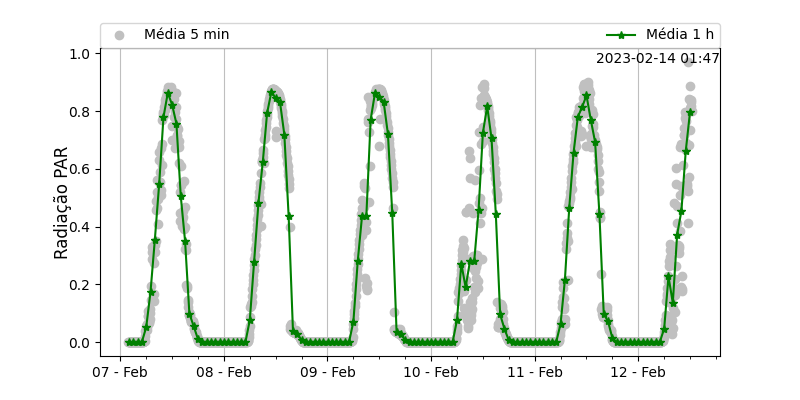 Média 5 min
Média 1 h
2023-02-14 01:47
1.0
0.8
0.6
0.4
0.2
0.0
Radiação PAR
07 - Feb
08 - Feb
09 - Feb
10 - Feb
11 - Feb
12 - Feb